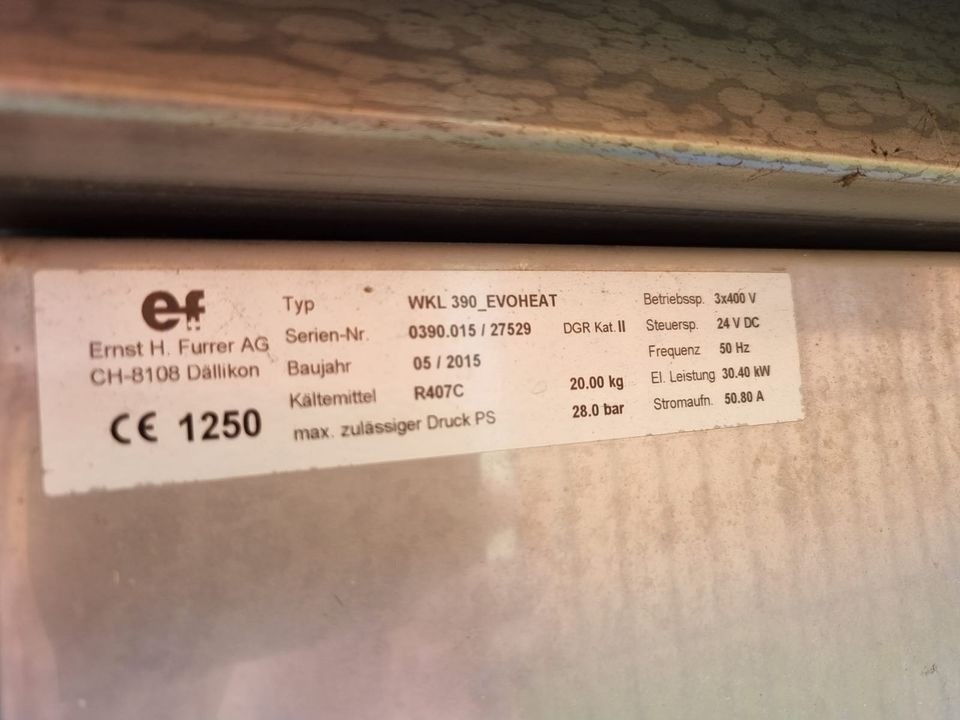 ef
Ernst H. Furrer AG
CH-8108 Dällikon
CE 1250
Typ WKL 390_EVOHEAT
Serien-Nr. 0390.015 / 27529 DGR Kat. II
Baujahr 05 / 2015
Kältemittel R407C 20.00 kg
max. zulässiger Druck PS 28.0 bar
Betriebssp. 3x400 V
Steuersp. 24 V DC
Frequenz 50 Hz
El. Leistung 30.40 kW
Stromaufn. 50.80 A